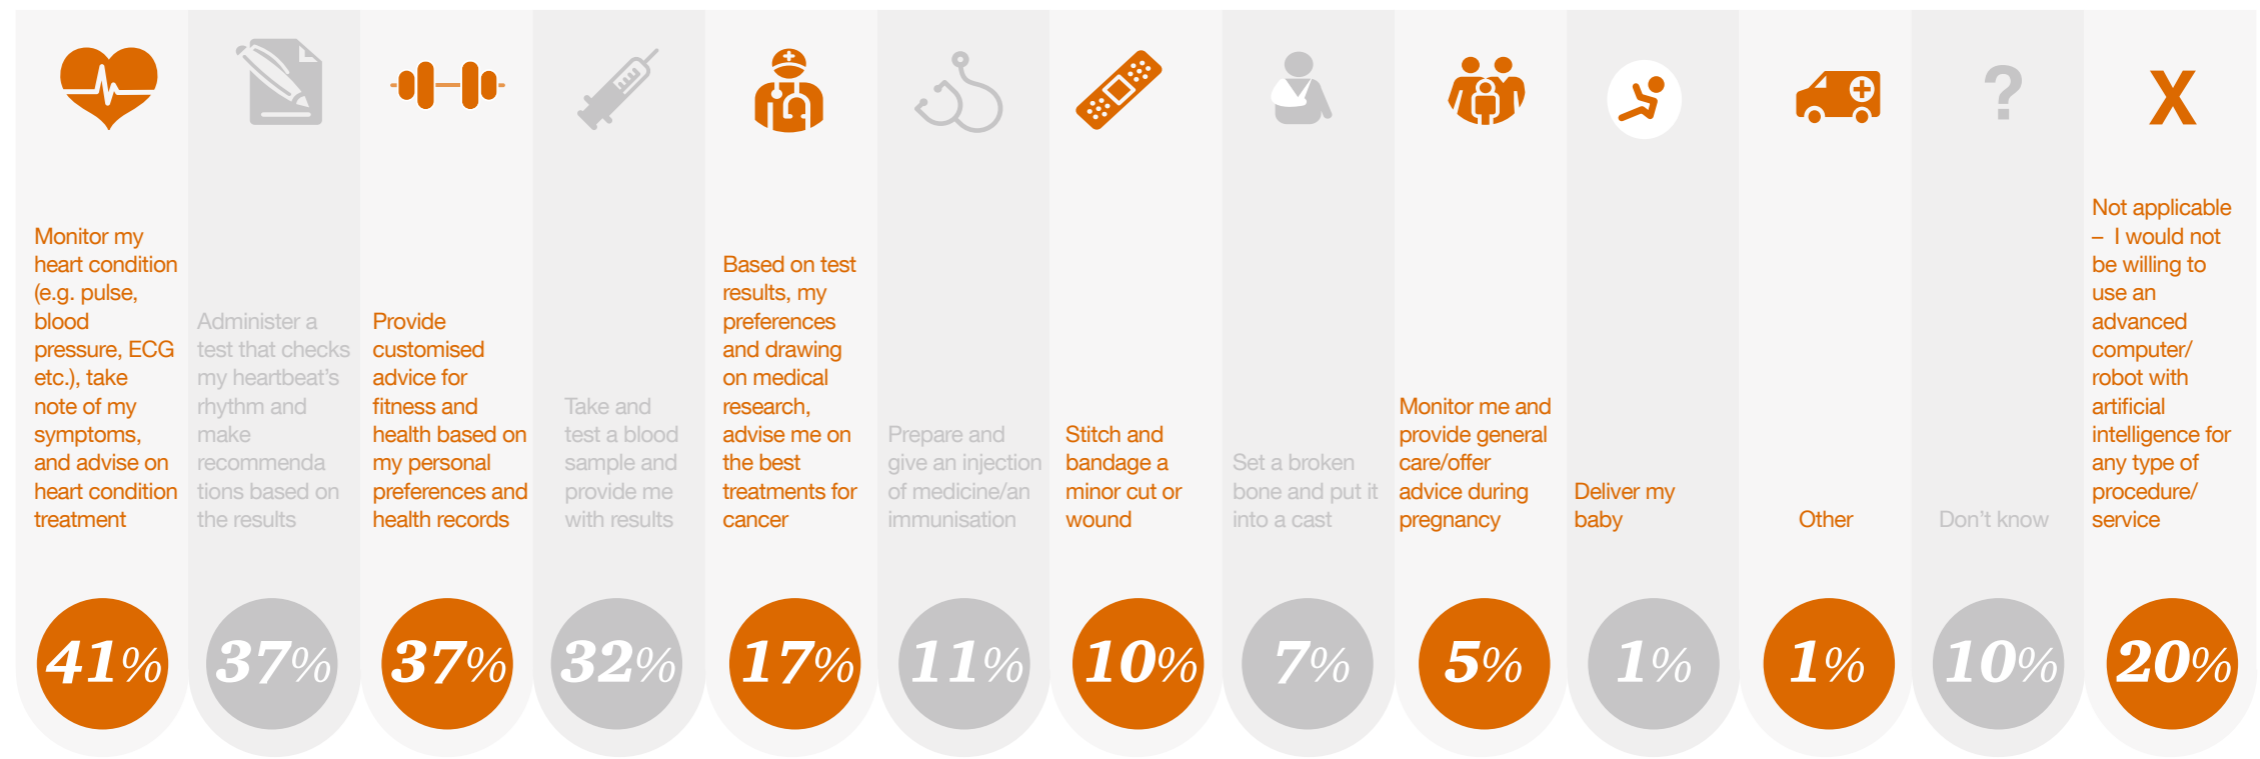 Monitor my
heart condition
(e.g. pulse,
blood
pressure, ECG
etc.), take
note of my
symptoms,
and advise on
heart condition
treatment
41%
Administer a
test that checks
my heartbeat's
rhythm and
make
recommenda
tions based on
the results
37%
Provide
customised
advice for
fitness and
health based on
my personal
preferences and
health records
37%
Take and
test a blood
sample and
provide me
with results
32%
Based on test
results, my
preferences
and drawing
on medical
research,
advise me on
the best
treatments for
cancer
17%
Prepare and
give an injection
of medicine/an
immunisation
11%
Stitch and
bandage a
minor cut or
wound
10%
Set a broken
bone and put it
into a cast
7%
Monitor me and
provide general
care/offer
advice during
pregnancy
5%
Deliver my
baby
1%
Other
1%
?
Don't know
10%
X
Not applicable
– I would not
be willing to
use an
advanced
computer/
robot with
artificial
intelligence for
any type of
procedure/
service
20%